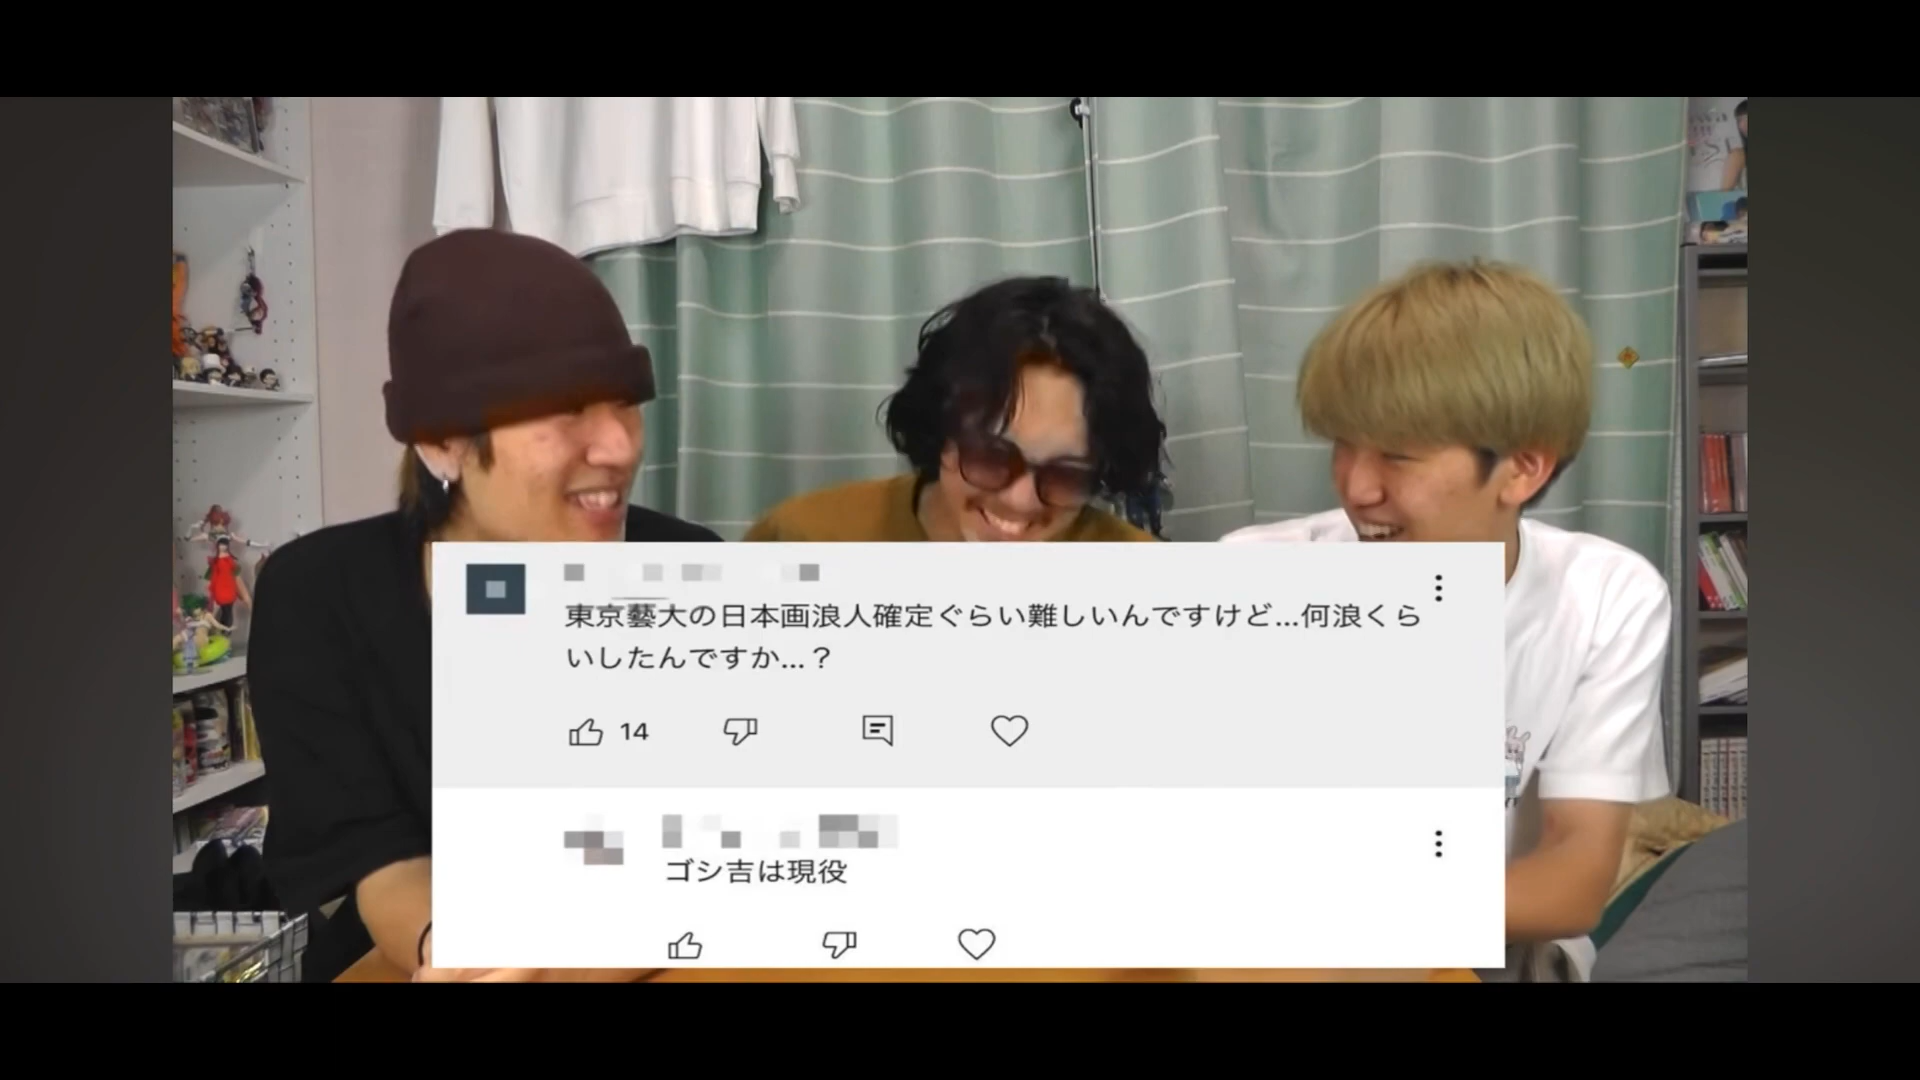 東京藝大の日本画浪人確定ぐらい難しいんですけど...何浪くら
いしたんですか...？
14
ゴシ吉は現役